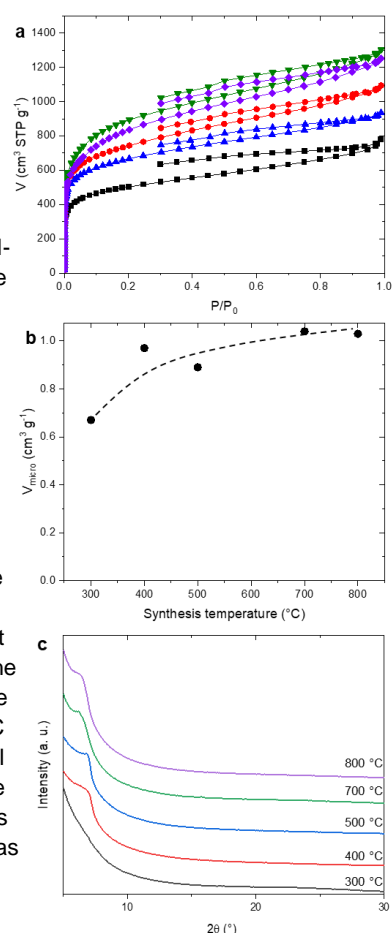 a
1400
1200
1000
800
600
400
200
0
V (cm³ STP g⁻¹)
0.0 0.2 0.4 0.6 0.8 1.0
P/P₀
b
1.0
0.8
0.6
0.4
0.2
0.0
V_micro (cm³ g⁻¹)
300 400 500 600 700 800
Synthesis temperature (°C)
c
Intensity (a. u.)
800 °C
700 °C
500 °C
400 °C
300 °C
10 20 30
2θ (°)